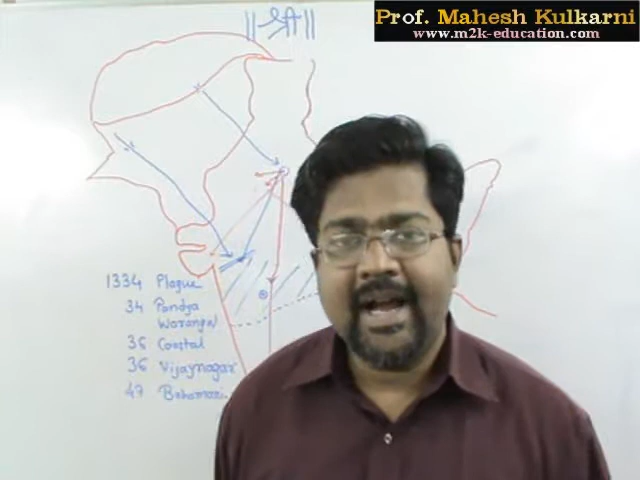 Prof. Mahesh Kulkarni
www.m2k-education.com
॥ श्री ॥
1334 Plague
34 Pandya
Warangal
36 Coastal
36 Vijaynagar
47 Bahamani